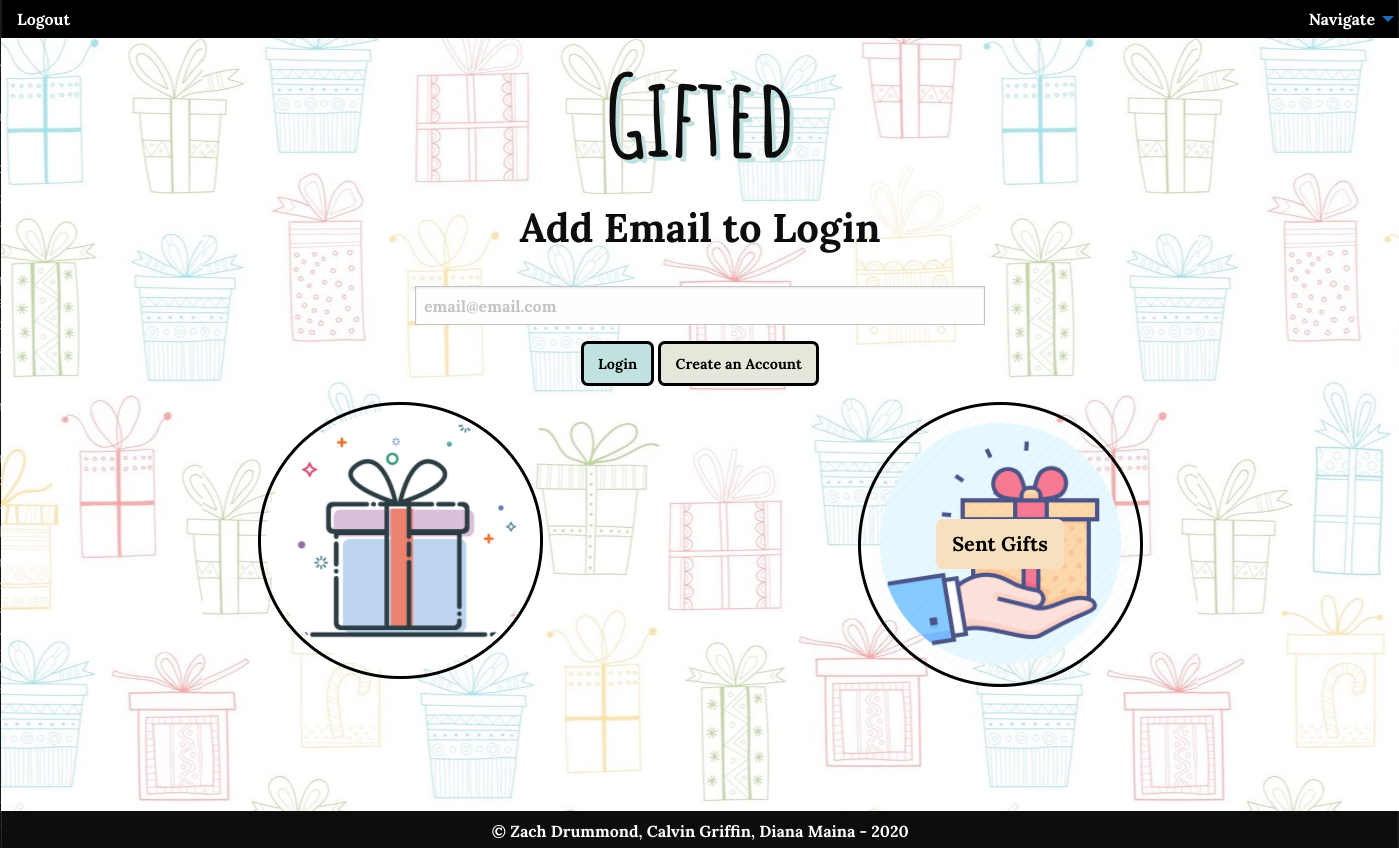 Logout
Navigate
Gifted
Add Email to Login
email@email.com
Login
Create an Account
Sent Gifts
© Zach Drummond, Calvin Griffin, Diana Maina - 2020